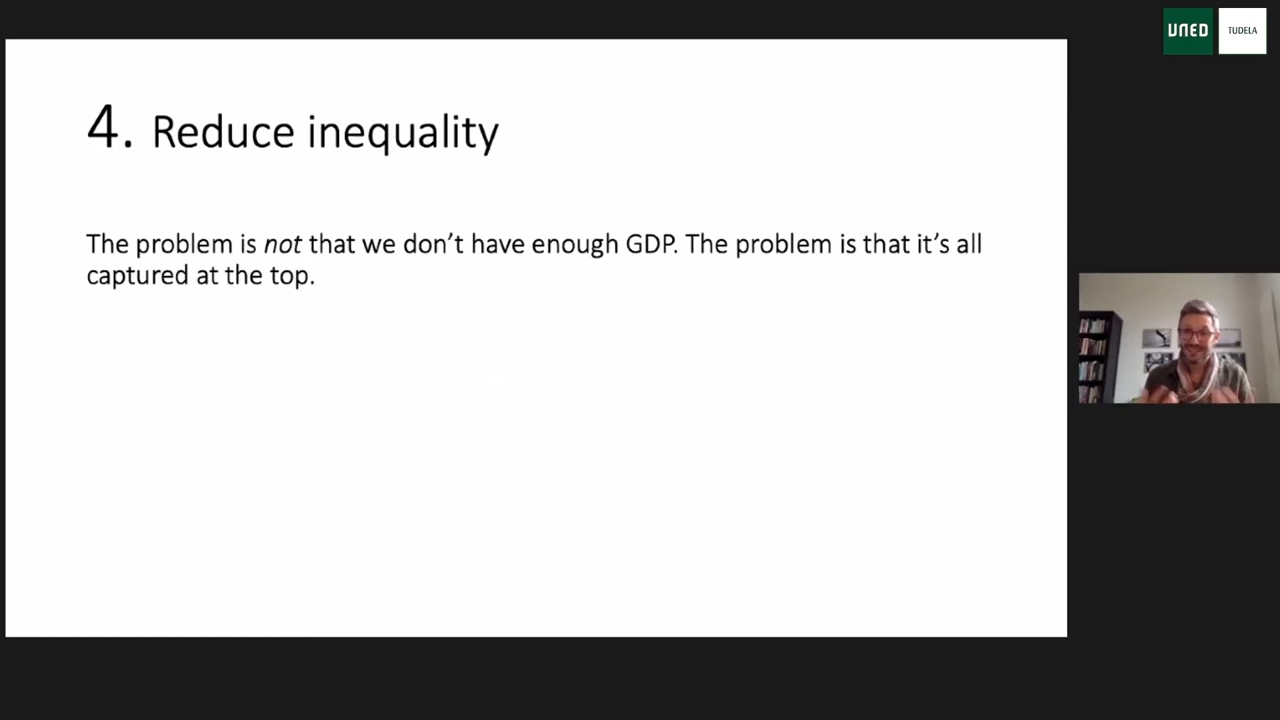 UNED
TUDELA
4. Reduce inequality
The problem is not that we don’t have enough GDP. The problem is that it’s all
captured at the top.